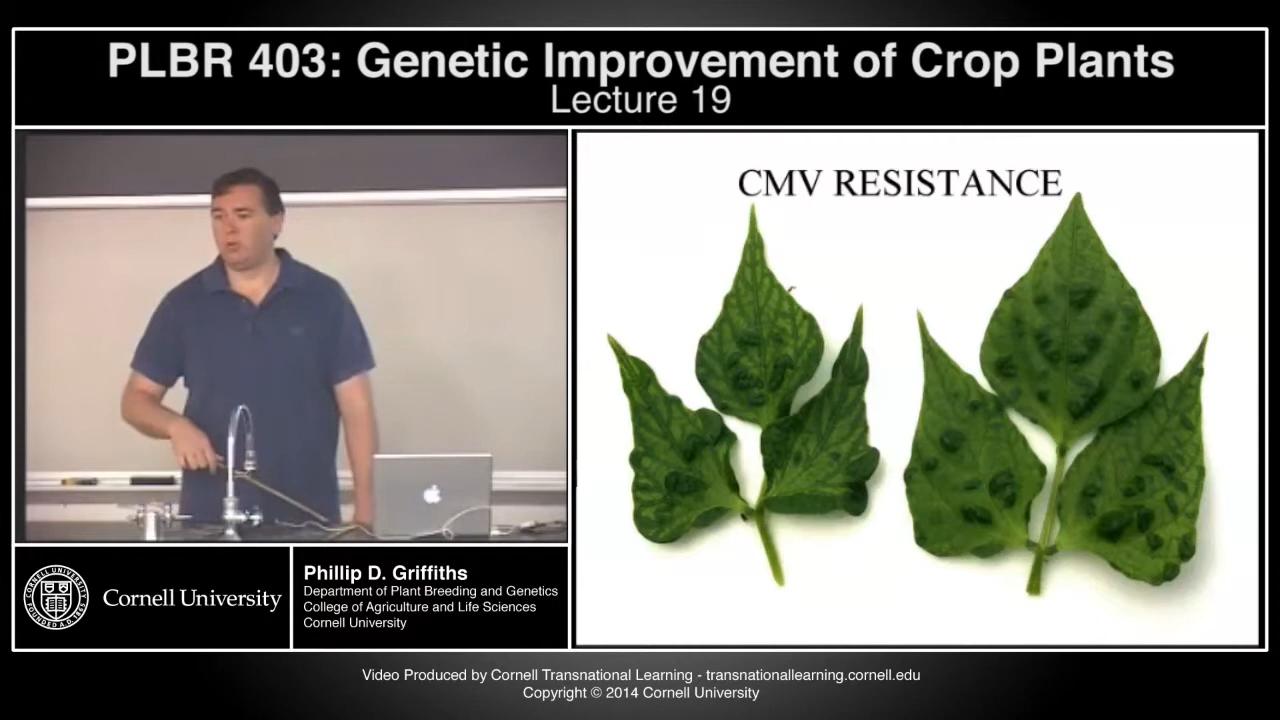 PLBR 403: Genetic Improvement of Crop Plants
Lecture 19
CMV RESISTANCE
Cornell University
Phillip D. Griffiths
Department of Plant Breeding and Genetics
College of Agriculture and Life Sciences
Cornell University
Video Produced by Cornell Transnational Learning - transnationallearning.cornell.edu
Copyright © 2014 Cornell University